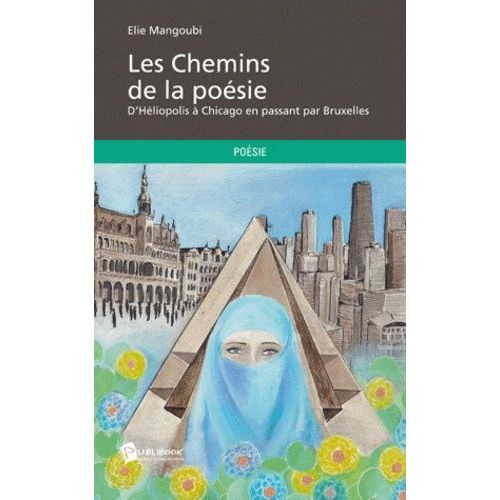 Elie Mangoubi
Les Chemins
de la poésie
D'Héliopolis à Chicago en passant par Bruxelles
POÉSIE
PUBLIBOOK